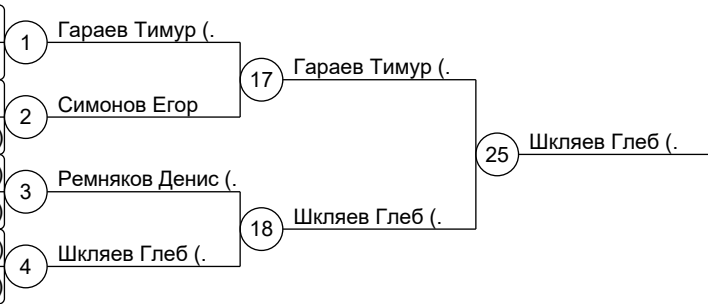 1
Гараев Тимур (.
17
Гараев Тимур (.
2
Симонов Егор
25
Шкляев Глеб (.
3
Ремняков Денис (.
18
Шкляев Глеб (.
4
Шкляев Глеб (.